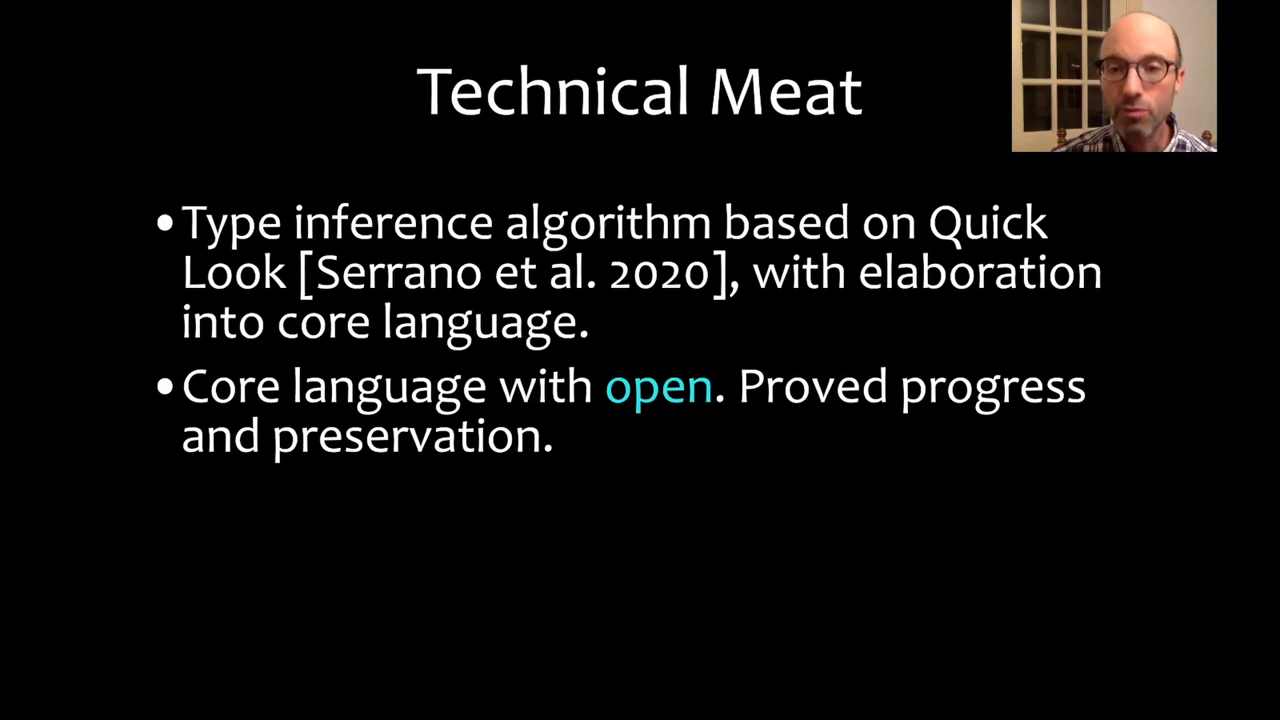 Technical Meat
•Type inference algorithm based on Quick
Look [Serrano et al. 2020], with elaboration
into core language.
•Core language with open. Proved progress
and preservation.